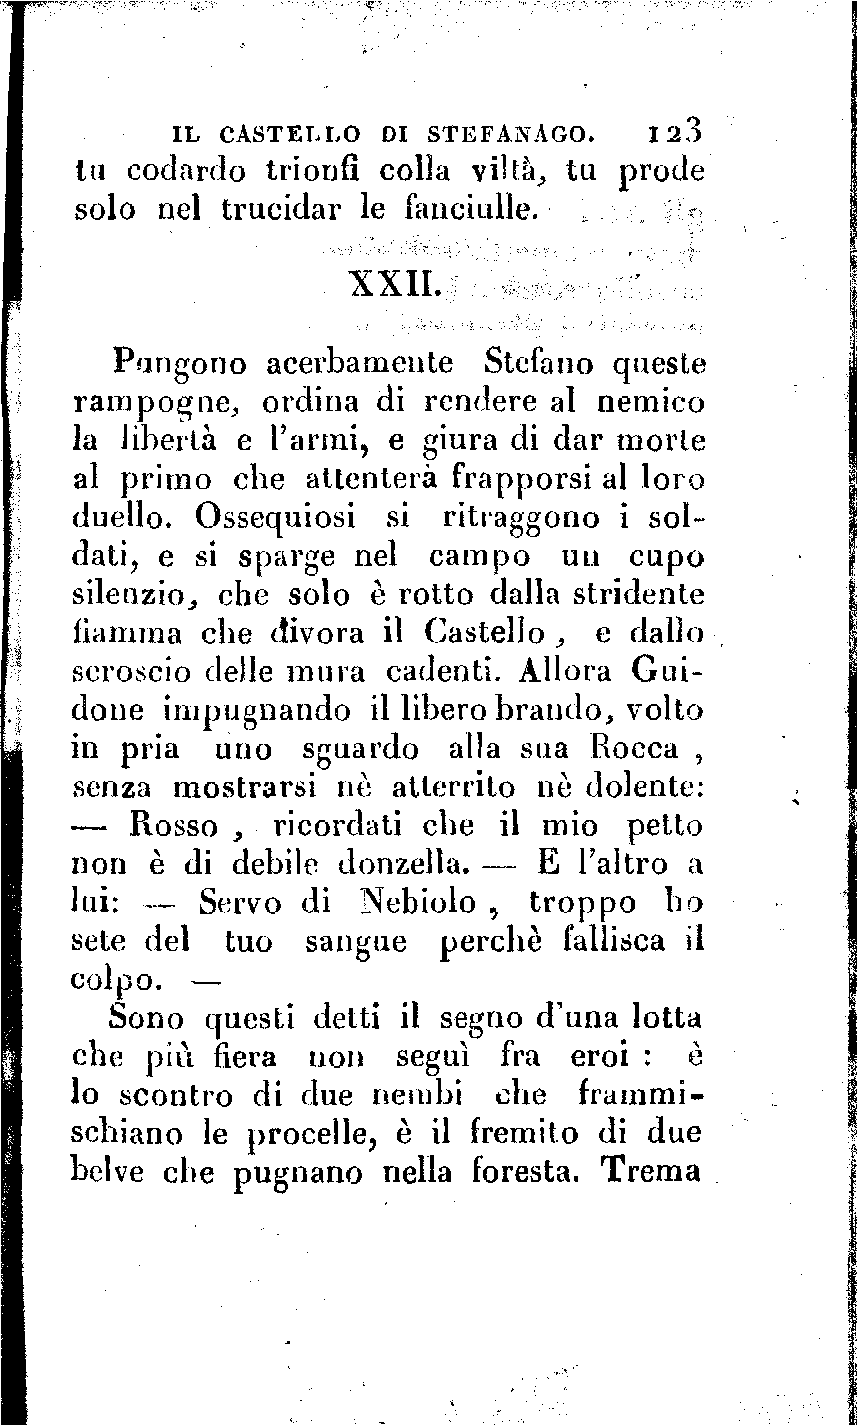 IL CASTELLO DI STEFANAGO. 123
tu codardo trionfi colla viltà, tu prode
solo nel trucidar le fanciulle.
XXII.
Pungono acerbamente Stefano queste
rampogne, ordina di rendere al nemico
la libertà e l'armi, e giura di dar morte
al primo che attenterà frapporsi al loro
duello. Ossequiosi si ritraggono i sol-
dati, e si sparge nel campo un cupo
silenzio, che solo è rotto dalla stridente
fiamma che divora il Castello , e dallo
scroscio delle mura cadenti. Allora Gui-
done impugnando il libero brando, volto
in pria uno sguardo alla sua Rocca ,
senza mostrarsi nè atterrito nè dolente:
— Rosso , ricordati che il mio petto
non è di debile donzella. — E l'altro a
lui: — Servo di Nebiolo , troppo ho
sete del tuo sangue perchè fallisca il
colpo. —
Sono questi detti il segno d'una lotta
che più fiera non seguì fra eroi : è
lo scontro di due nembi che frammi-
schiano le procelle, è il fremito di due
belve che pugnano nella foresta. Trema